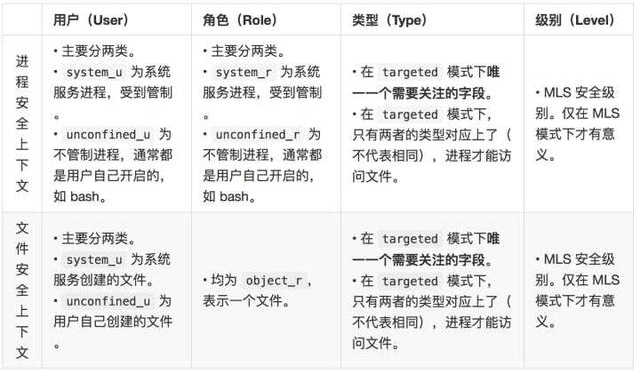 用户（User）
角色（Role）
类型（Type）
级别（Level）
进
程
安
全
上
下
文
• 主要分两类。
• system_u 为系
统服务进程，受到管制
。
• unconfined_u 为
不管制进程，通常都
是用户自己开启的，
如 bash。
• 主要分两类。
• system_r 为系
统服务进程，受到管制
。
• unconfined_r 为
不管制进程，通常都
是用户自己开启的，
如 bash。
• 在 targeted 模式下唯
一一个需要关注的字段。
• 在 targeted 模式下，
只有两者的类型对应上了（
不代表相同），进程才能访
问文件。
• MLS 安全级
别。仅在 MLS
模式下才有意
义。
文
件
安
全
上
下
文
• 主要分两类。
• system_u 为系统
服务创建的文件。
• unconfined_u 为
用户自己创建的文件
。
• 均为 object_r，
表示一个文件。
• 在 targeted 模式下唯
一一个需要关注的字段。
• 在 targeted 模式下，
只有两者的类型对应上了（
不代表相同），进程才能访
问文件。
• MLS 安全级
别。仅在 MLS
模式下才有意
义。